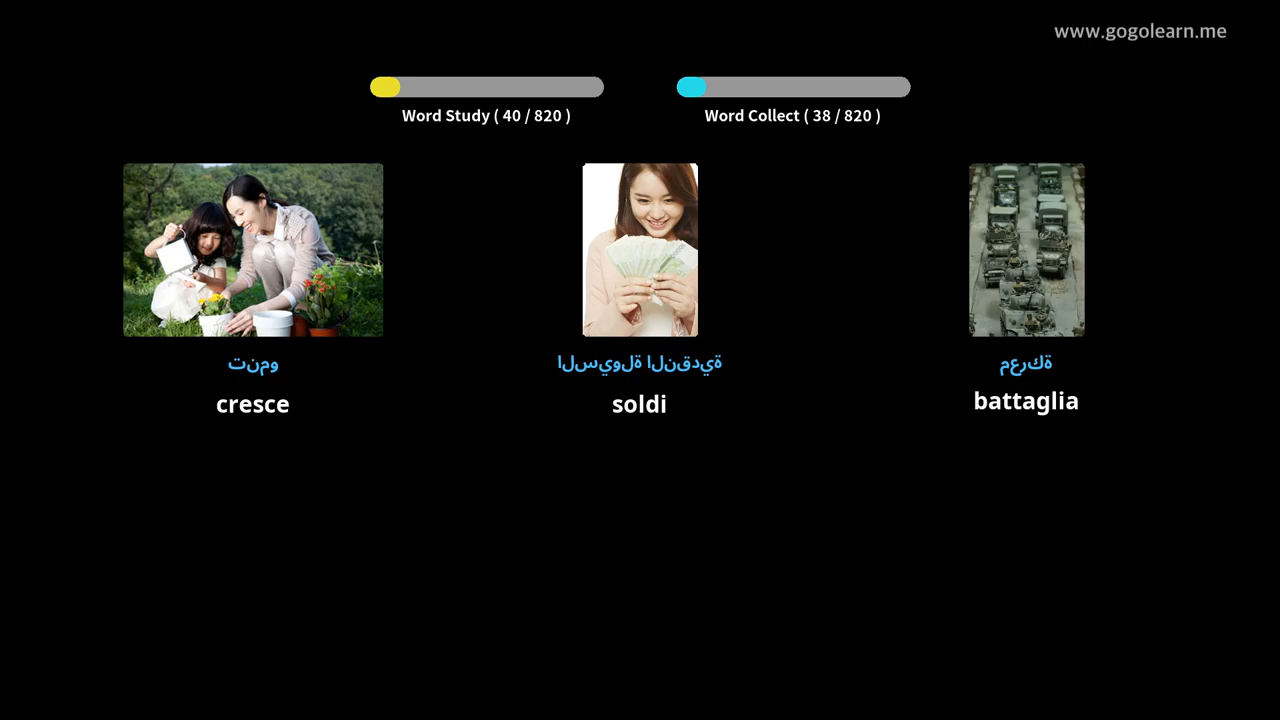 www.gogolearn.me
Word Study ( 40 / 820 )
Word Collect ( 38 / 820 )
تنمو
السيولة النقدية
معركة
cresce
soldi
battaglia